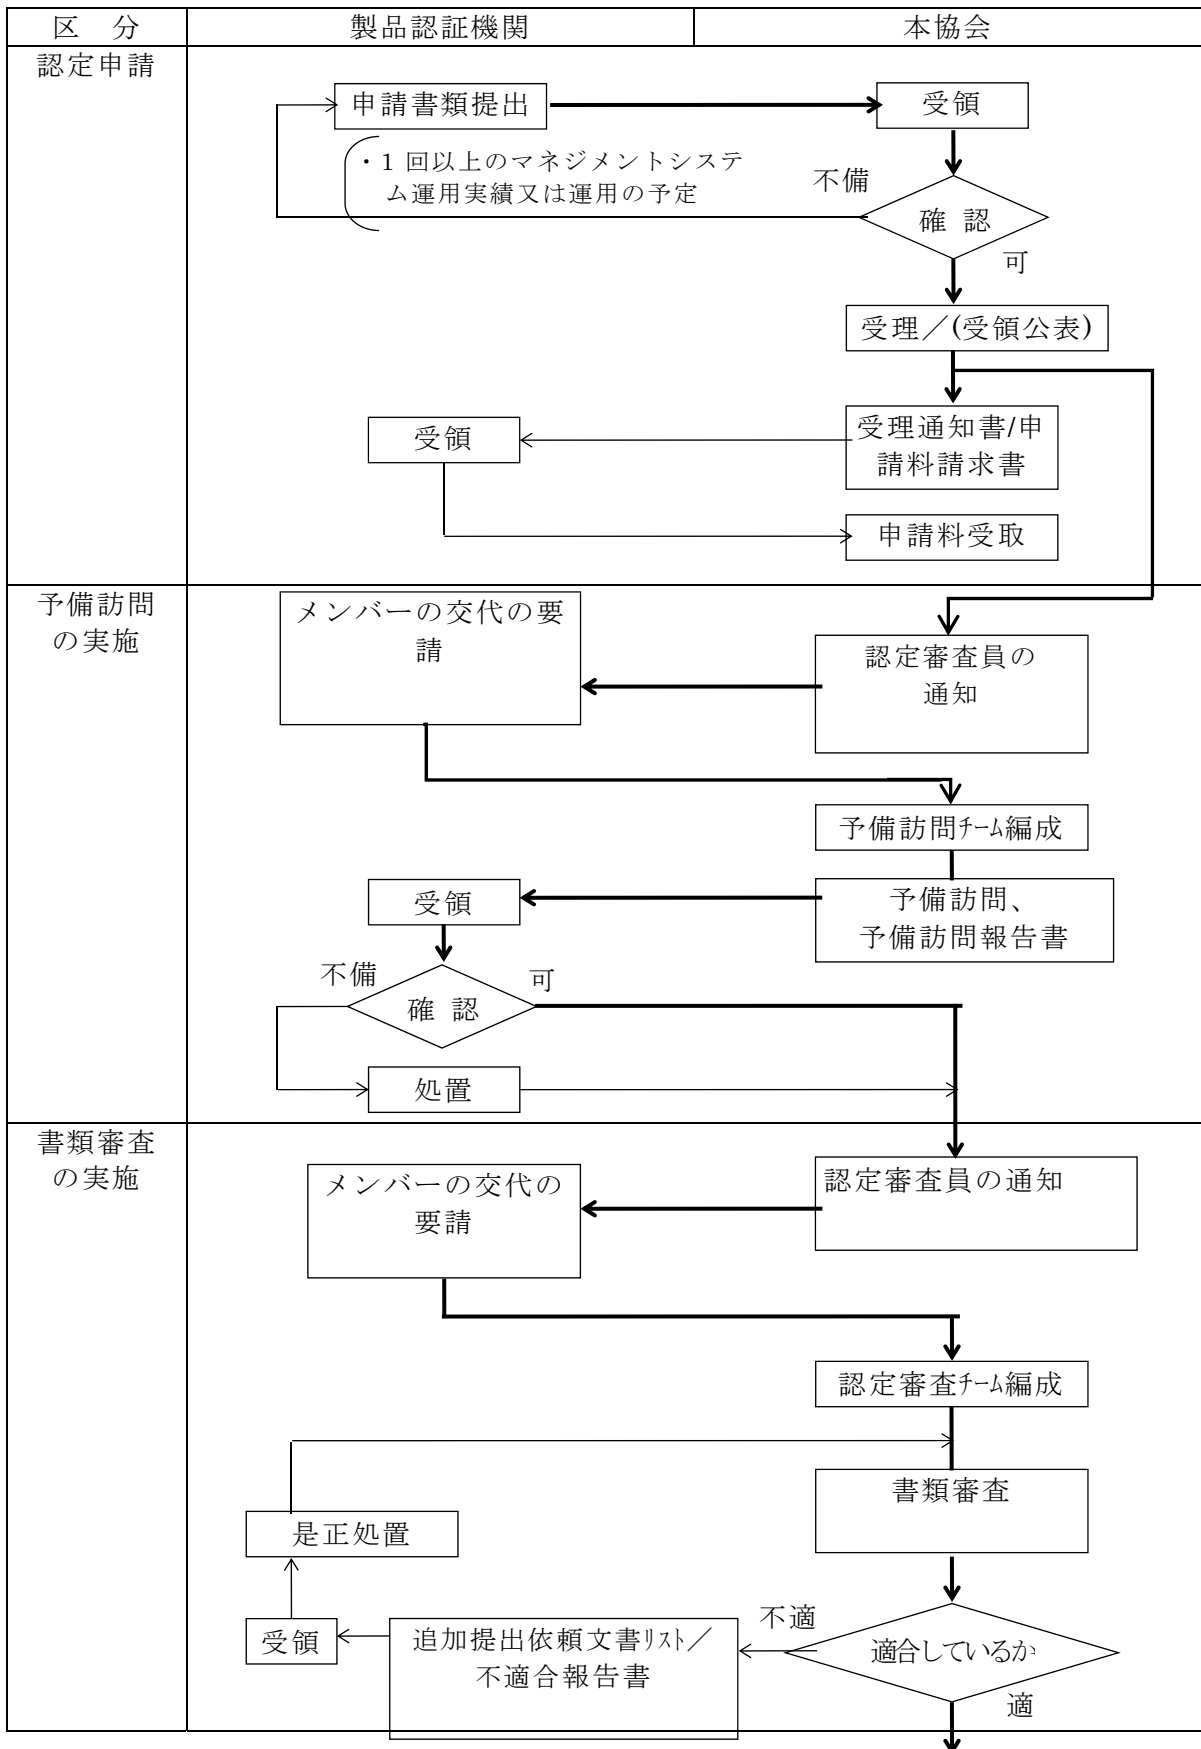 区　分
製品認証機関
本協会
認定申請
申請書類提出
受領
・1 回以上のマネジメントシステ
ム運用実績又は運用の予定
不備
確 認
可
受理／(受領公表)
受領
受理通知書/申
請料請求書
申請料受取
予備訪問
の実施
メンバーの交代の要
請
認定審査員の
通知
予備訪問ﾁｰﾑ編成
受領
予備訪問、
予備訪問報告書
不備
可
確 認
処置
書類審査
の実施
メンバーの交代の
要請
認定審査員の通知
認定審査ﾁｰﾑ編成
書類審査
是正処置
不適
受領
追加提出依頼文書ﾘｽﾄ／
不適合報告書
適合しているか
適